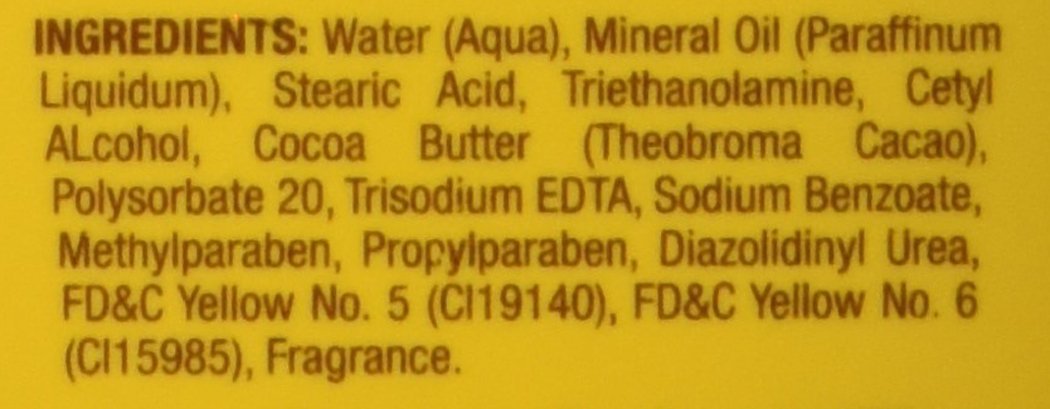 INGREDIENTS: Water (Aqua), Mineral Oil (Paraffinum
Liquidum), Stearic Acid, Triethanolamine, Cetyl
ALcohol, Cocoa Butter (Theobroma Cacao),
Polysorbate 20, Trisodium EDTA, Sodium Benzoate,
Methylparaben, Propylparaben, Diazolidinyl Urea,
FD&C Yellow No. 5 (CI19140), FD&C Yellow No. 6
(CI15985), Fragrance.